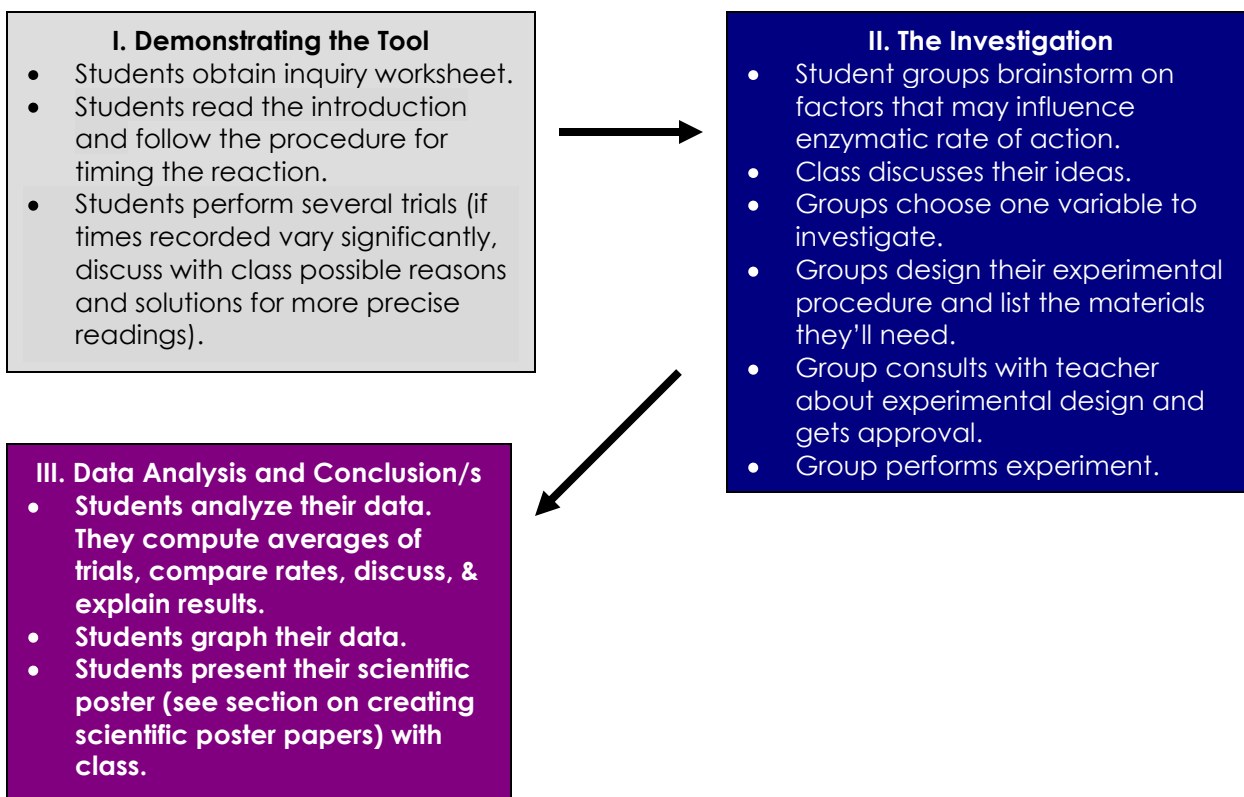 I. Demonstrating the Tool
• Students obtain inquiry worksheet.
• Students read the introduction
and follow the procedure for
timing the reaction.
• Students perform several trials (if
times recorded vary significantly,
discuss with class possible reasons
and solutions for more precise
readings).
II. The Investigation
• Student groups brainstorm on
factors that may influence
enzymatic rate of action.
• Class discusses their ideas.
• Groups choose one variable to
investigate.
• Groups design their experimental
procedure and list the materials
they’ll need.
• Group consults with teacher
about experimental design and
gets approval.
• Group performs experiment.
III. Data Analysis and Conclusion/s
• Students analyze their data.
They compute averages of
trials, compare rates, discuss, &
explain results.
• Students graph their data.
• Students present their scientific
poster (see section on creating
scientific poster papers) with
class.